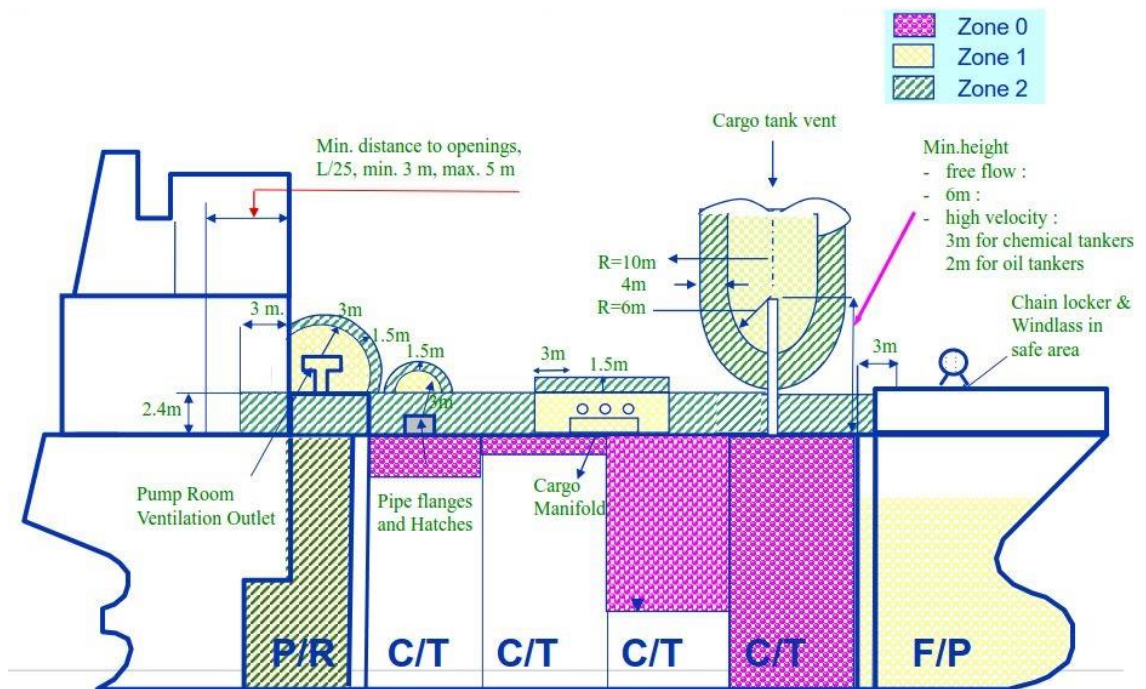 Zone 0
Zone 1
Zone 2
Cargo tank vent
Min. distance to openings,
L/25, min. 3 m, max. 5 m
Min.height
- free flow :
- 6m :
- high velocity :
3m for chemical tankers
2m for oil tankers
R=10m
4m
R=6m
Chain locker &
Windlass in
safe area
3 m.
3m
1.5m
1.5m
3m
1.5m
3m
2.4m
3m
Pump Room
Ventilation Outlet
Pipe flanges
and Hatches
Cargo
Manifold
P/R
C/T
C/T
C/T
C/T
F/P